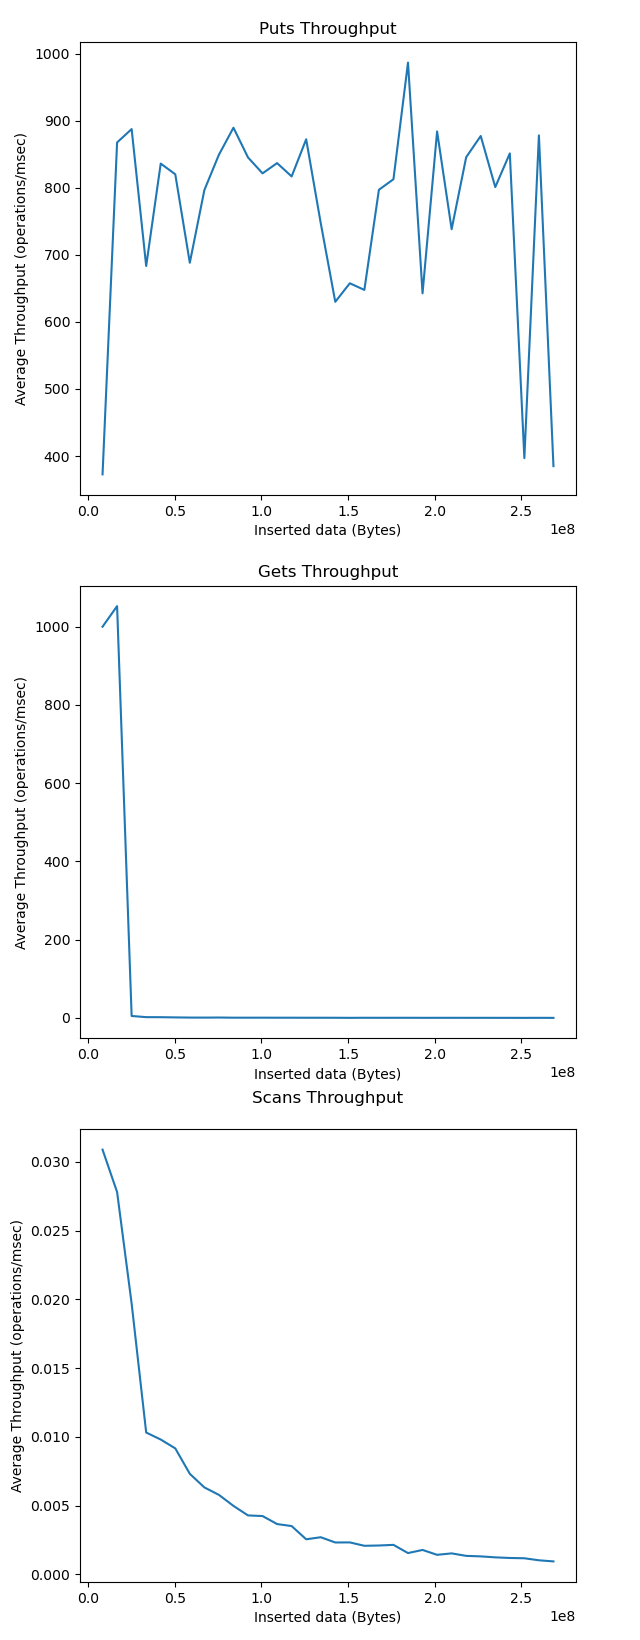 Puts Throughput
1000
900
800
700
600
500
400
Average Throughput (operations/msec)
0.0 0.5 1.0 1.5 2.0 2.5
1e8
Inserted data (Bytes)
Gets Throughput
1000
800
600
400
200
0
Average Throughput (operations/msec)
0.0 0.5 1.0 1.5 2.0 2.5
1e8
Inserted data (Bytes)
Scans Throughput
0.030
0.025
0.020
0.015
0.010
0.005
0.000
Average Throughput (operations/msec)
0.0 0.5 1.0 1.5 2.0 2.5
1e8
Inserted data (Bytes)